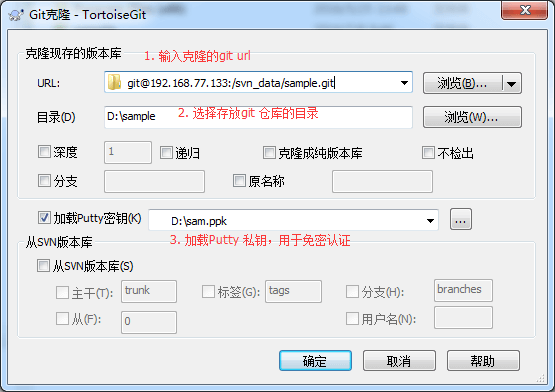 Git克隆 - TortoiseGit
克隆现存的版本库
1. 输入克隆的git url
URL: git@192.168.77.133:/svn_data/sample.git 浏览(B)...
目录(D) D:\sample 浏览(W)...
2. 选择存放git 仓库的目录
深度 1 递归 克隆成纯版本库 不检出
分支 原名称
加载Putty密钥(K) D:\sam.ppk ...
3. 加载Putty 私钥，用于免密认证
从SVN版本库
从SVN版本库(S)
主干(T): trunk 标签(G): tags 分支(H): branches
从(F): 0 用户名(N):
确定 取消 帮助